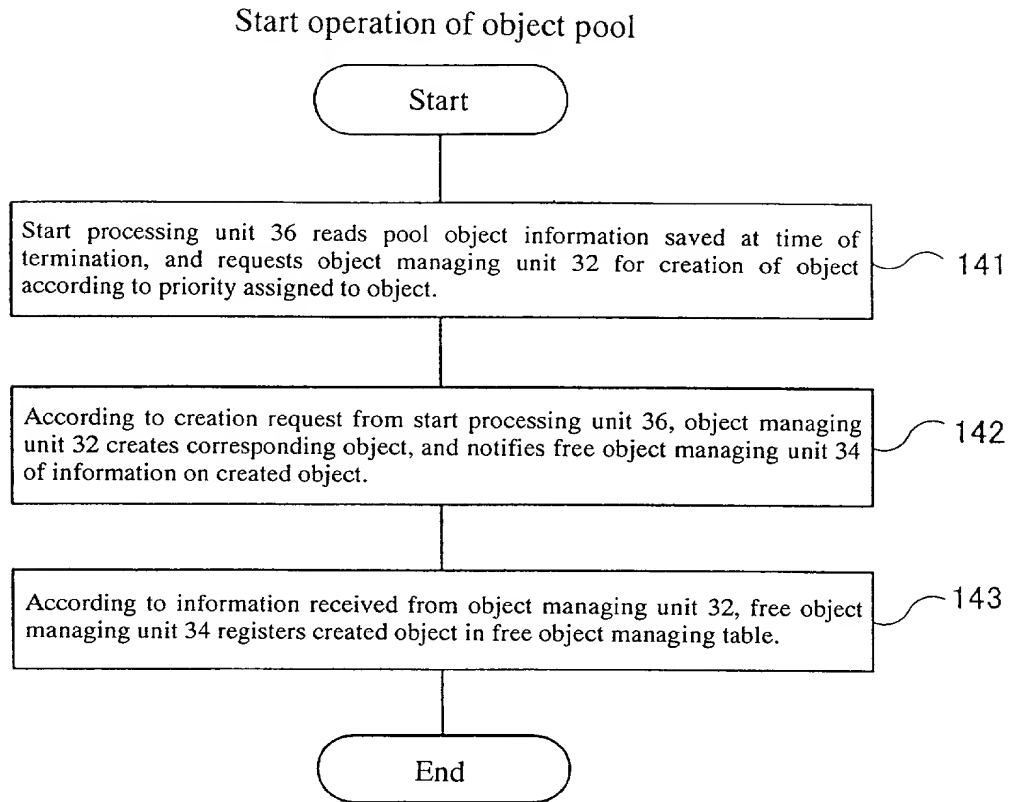 Start operation of object pool
Start
Start processing unit 36 reads pool object information saved at time of
termination, and requests object managing unit 32 for creation of object
according to priority assigned to object.
141
According to creation request from start processing unit 36, object managing
unit 32 creates corresponding object, and notifies free object managing unit 34
of information on created object.
142
According to information received from object managing unit 32, free object
managing unit 34 registers created object in free object managing table.
143
End